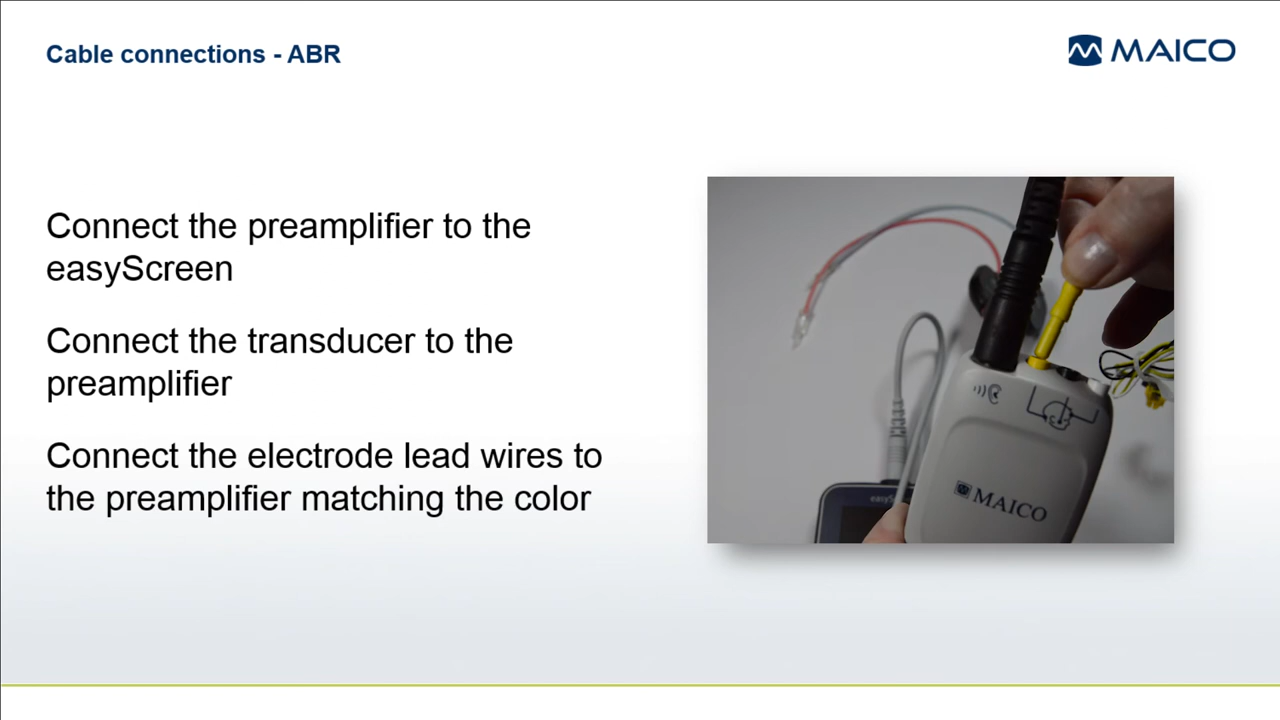 Cable connections - ABR
MAICO
Connect the preamplifier to the
easyScreen
Connect the transducer to the
preamplifier
Connect the electrode lead wires to
the preamplifier matching the color
MAICO